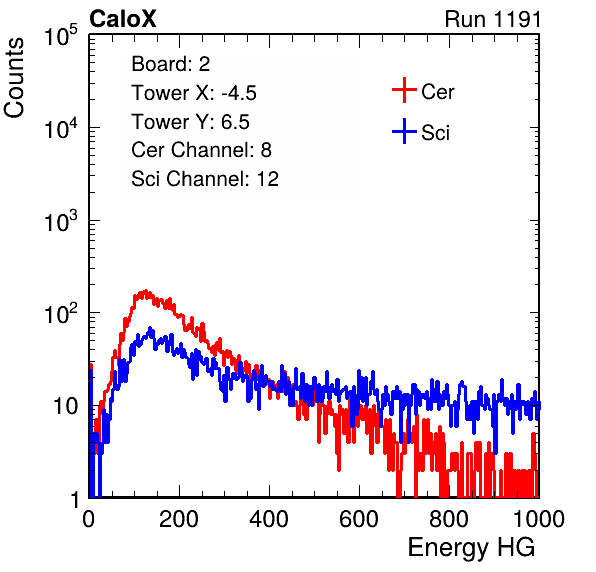 CaloX Run 1191
Counts
10^5
10^4
10^3
10^2
10
1
Board: 2
Tower X: -4.5
Tower Y: 6.5
Cer Channel: 8
Sci Channel: 12
Cer
Sci
0 200 400 600 800 1000
Energy HG